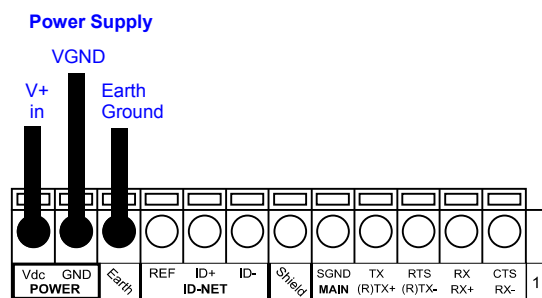 Power Supply
VGND
V+ in
Earth Ground
Vdc GND Earth REF ID+ ID- Shield SGND TX RTS RX CTS
POWER ID-NET MAIN (R)TX+ (R)TX- RX+ RX- 1